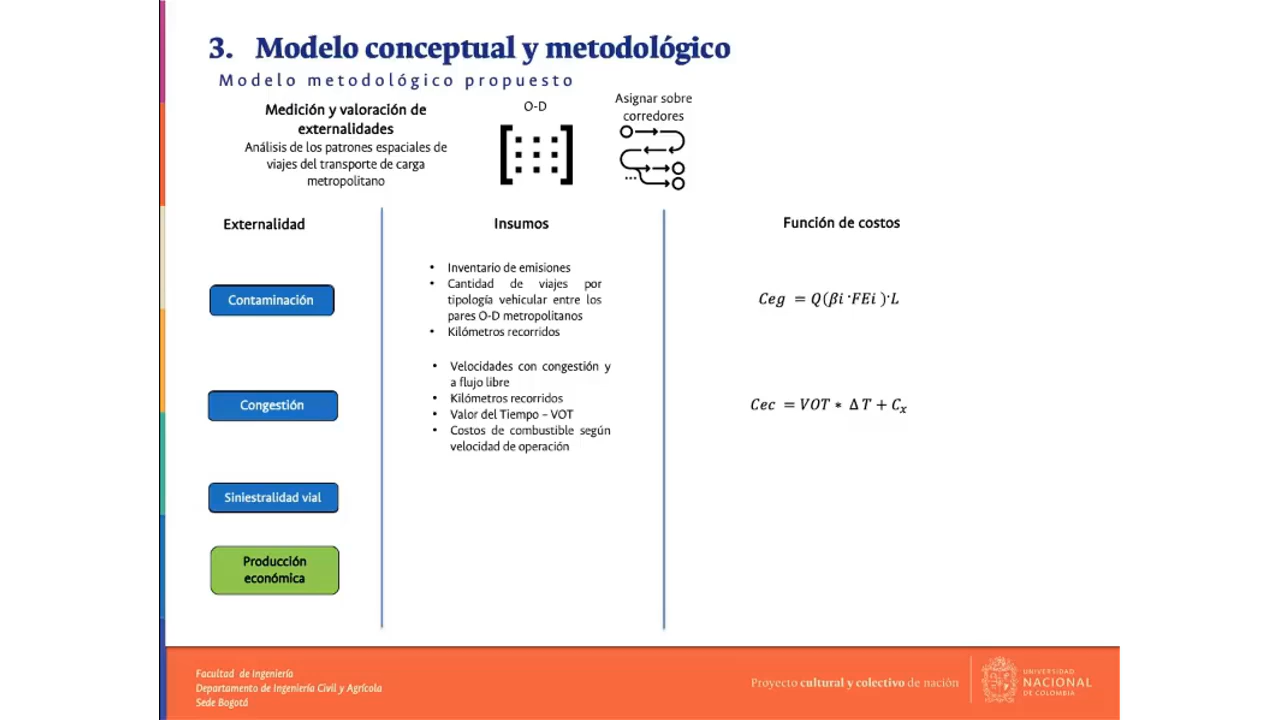 3. Modelo conceptual y metodológico
Modelo metodológico propuesto
Medición y valoración de
externalidades
Análisis de los patrones espaciales de
viajes del transporte de carga
metropolitano
O-D
Asignar sobre
corredores
...
Externalidad
Insumos
Función de costos
Contaminación
• Inventario de emisiones
• Cantidad de viajes por
tipología vehicular entre los
pares O-D metropolitanos
• Kilómetros recorridos
Ceg = Q(βi ·FEi )·L
Congestión
• Velocidades con congestión y
a flujo libre
• Kilómetros recorridos
• Valor del Tiempo – VOT
• Costos de combustible según
velocidad de operación
Cec = VOT ∗ ΔT + Cₓ
Siniestralidad vial
Producción
económica
Facultad de Ingeniería
Departamento de Ingeniería Civil y Agrícola
Sede Bogotá
Proyecto cultural y colectivo de nación
UNIVERSIDAD
NACIONAL
DE COLOMBIA